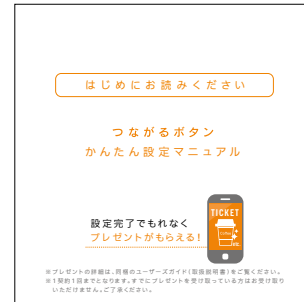 はじめにお読みください
つながるボタン
かんたん設定マニュアル
TICKET
設定完了でもれなく
プレゼントがもらえる！
※プレゼントの詳細は、同梱のユーザーズガイド(取扱説明書)をご覧ください。
※1契約1回までとなります。すでにプレゼントを受け取っている方はお受け取り
いただけません。ご了承ください。